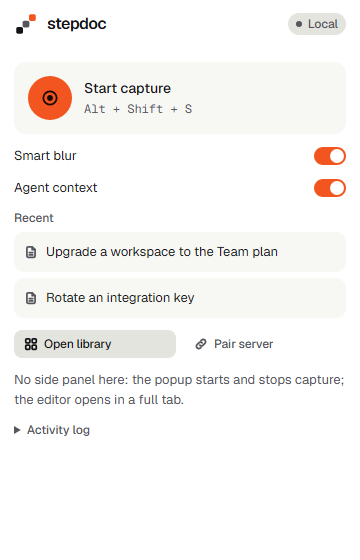 stepdoc
Local
Start capture
Alt + Shift + S
Smart blur
Agent context
Recent
Upgrade a workspace to the Team plan
Rotate an integration key
Open library
Pair server
No side panel here: the popup starts and stops capture;
the editor opens in a full tab.
Activity log